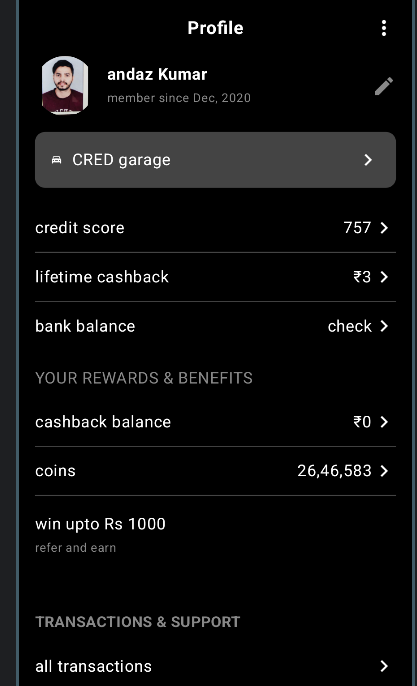 Profile
andaz Kumar
member since Dec, 2020
CRED garage
credit score 757
lifetime cashback ₹3
bank balance check
YOUR REWARDS & BENEFITS
cashback balance ₹0
coins 26,46,583
win upto Rs 1000
refer and earn
TRANSACTIONS & SUPPORT
all transactions